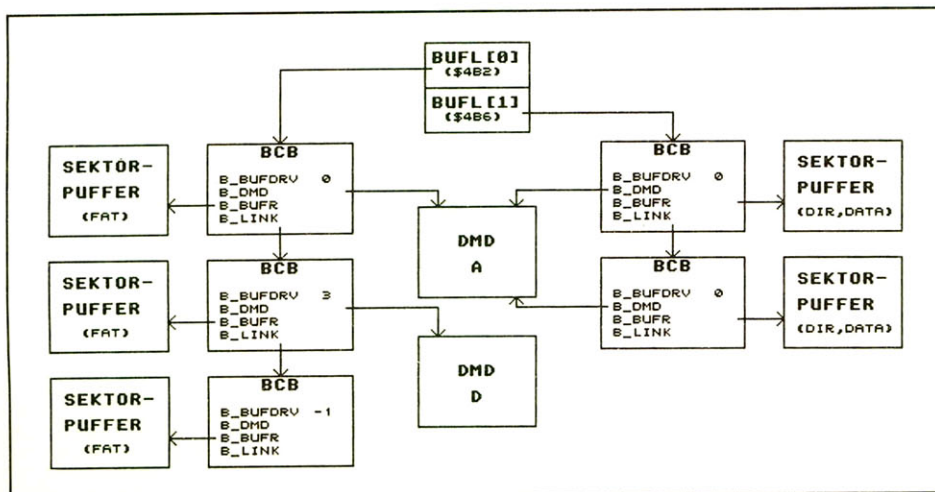 BUFL[0]
($4B2)
BUFL[1]
($4B6)
SEKTOR-
PUFFER
(FAT)
BCB
B_BUFDRV 0
B_DMD
B_BUFR
B_LINK
DMD
A
BCB
B_BUFDRV 0
B_DMD
B_BUFR
B_LINK
SEKTOR-
PUFFER
(DIR,DATA)
SEKTOR-
PUFFER
(FAT)
BCB
B_BUFDRV 3
B_DMD
B_BUFR
B_LINK
BCB
B_BUFDRV 0
B_DMD
B_BUFR
B_LINK
SEKTOR-
PUFFER
(DIR,DATA)
DMD
D
SEKTOR-
PUFFER
(FAT)
BCB
B_BUFDRV -1
B_DMD
B_BUFR
B_LINK